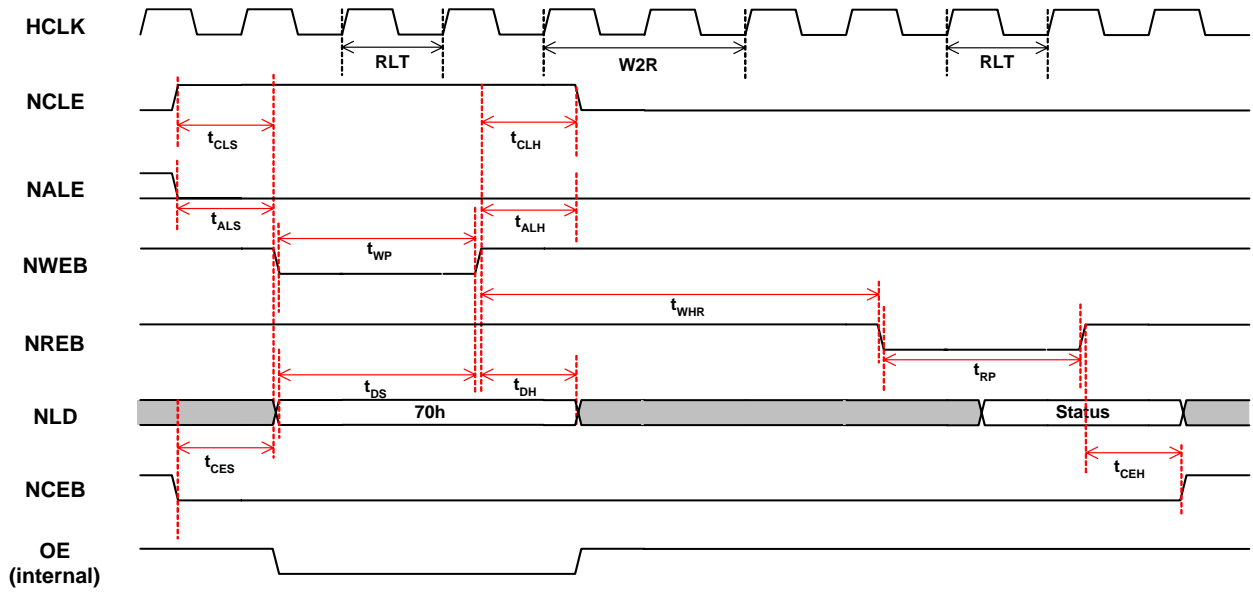 HCLK
RLT
W2R
RLT
NCLE
tCLS
tCLH
NALE
tALS
tALH
tWP
NWEB
tWHR
NREB
tRP
tDS
tDH
NLD
70h
Status
tCES
tCEH
NCEB
OE
(internal)